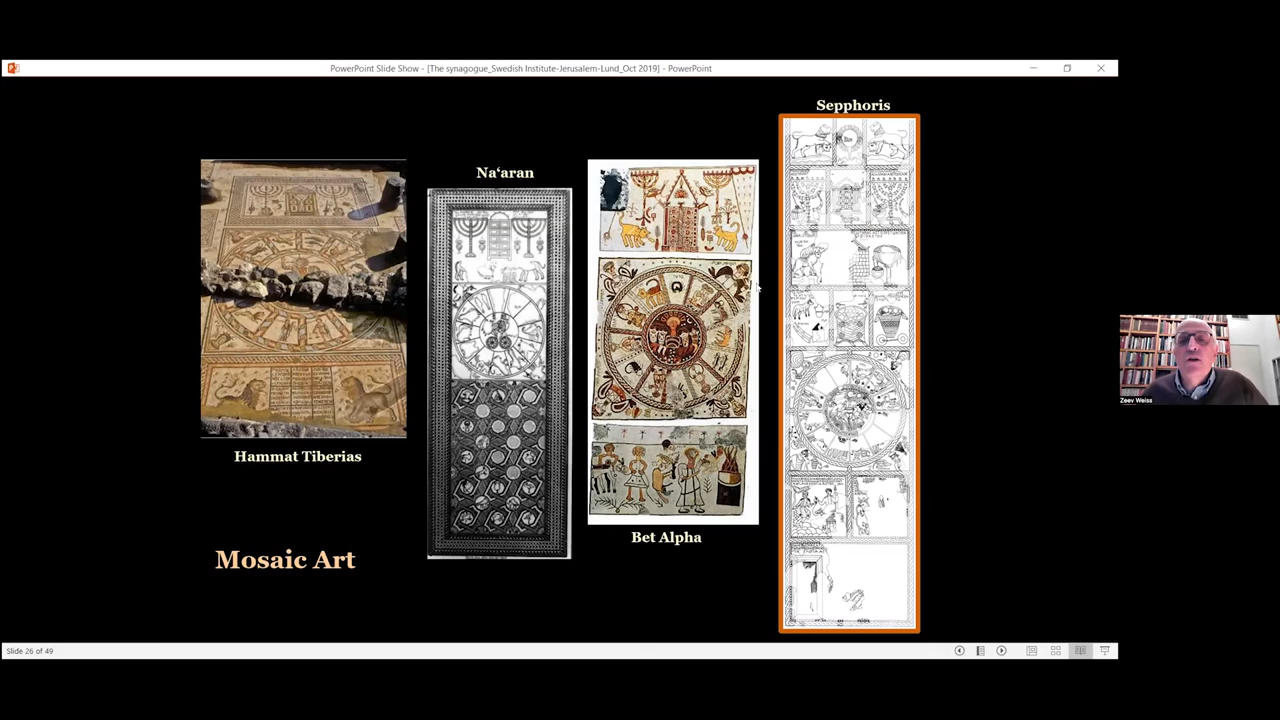 PowerPoint Slide Show - [The synagogue_Swedish Institute-Jerusalem-Lund_Oct 2019] - PowerPoint
Sepphoris
Na‘aran
Hammat Tiberias
Bet Alpha
Mosaic Art
Zeev Weiss
Slide 26 of 49